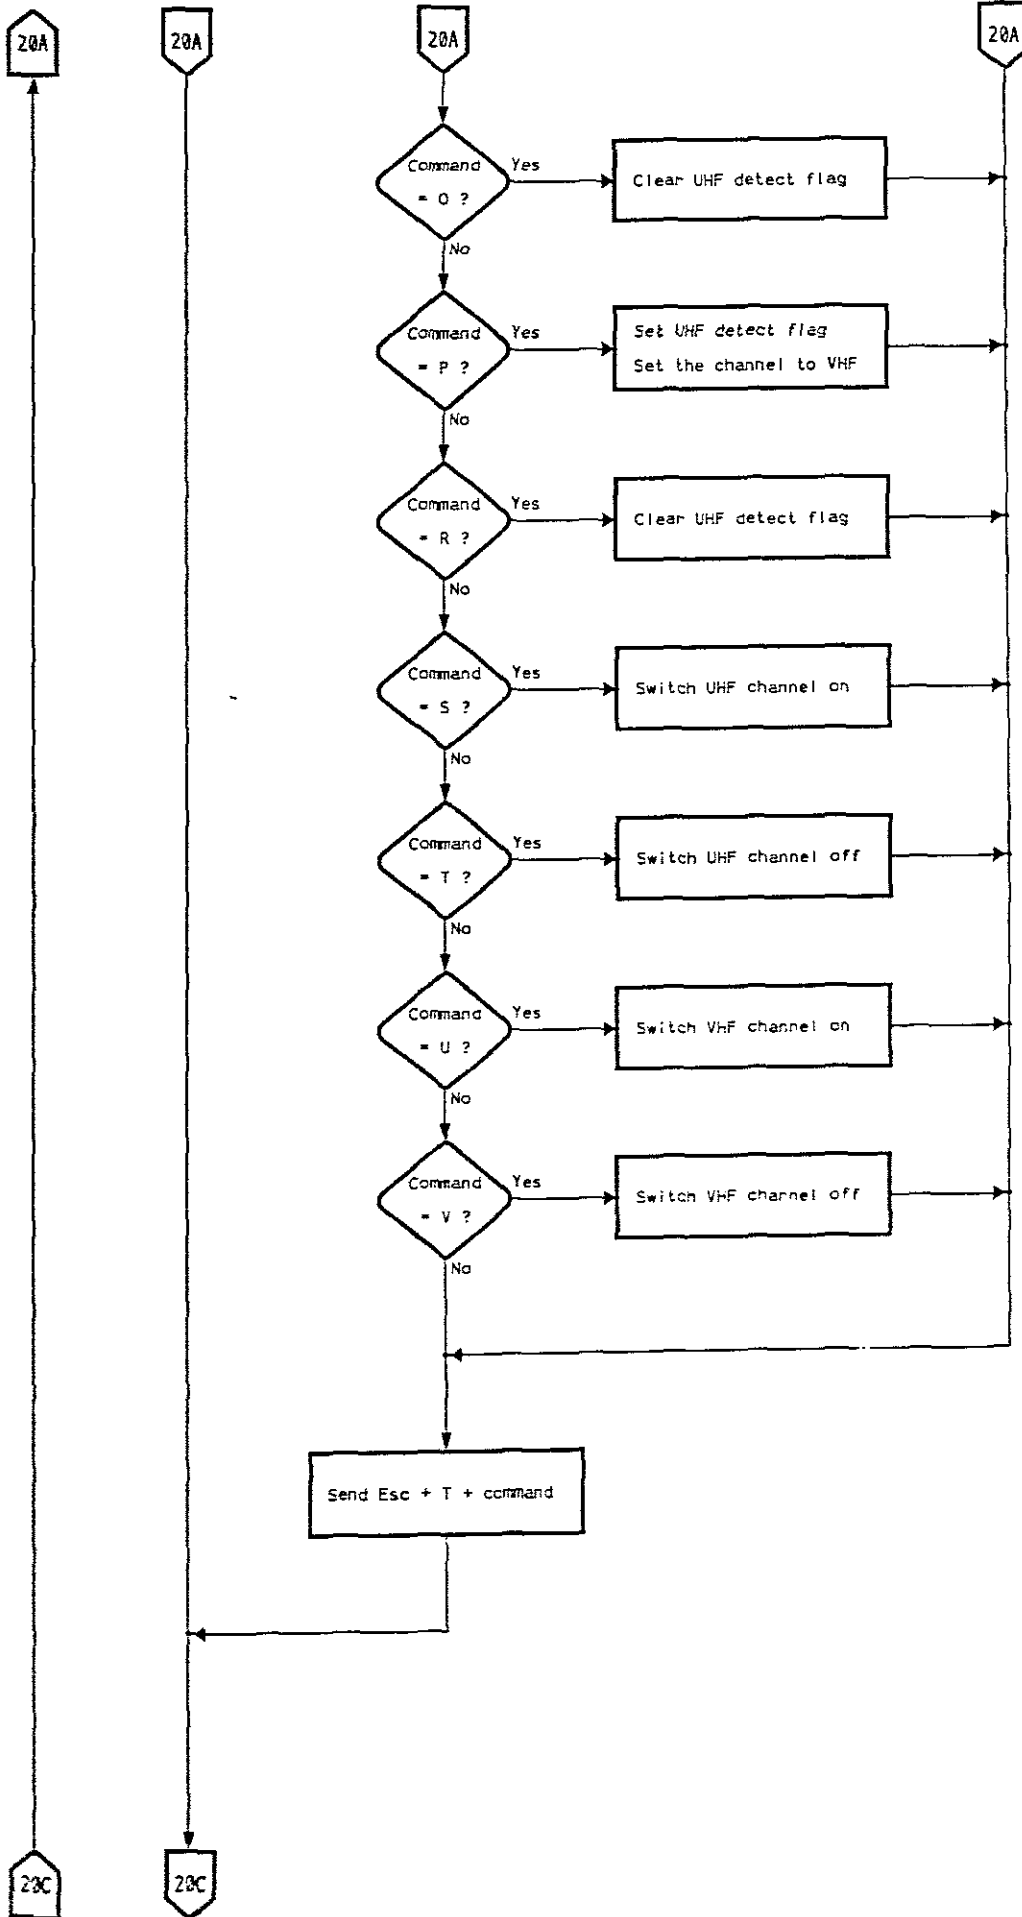 20A
20A
20A
20A
Command
= O ?
Yes
Clear UHF detect flag
No
Command
= P ?
Yes
Set UHF detect flag
Set the channel to VHF
No
Command
= R ?
Yes
Clear UHF detect flag
No
Command
= S ?
Yes
Switch UHF channel on
No
Command
= T ?
Yes
Switch UHF channel off
No
Command
= U ?
Yes
Switch VHF channel on
No
Command
= V ?
Yes
Switch VHF channel off
No
Send Esc + T + command
20C
20C